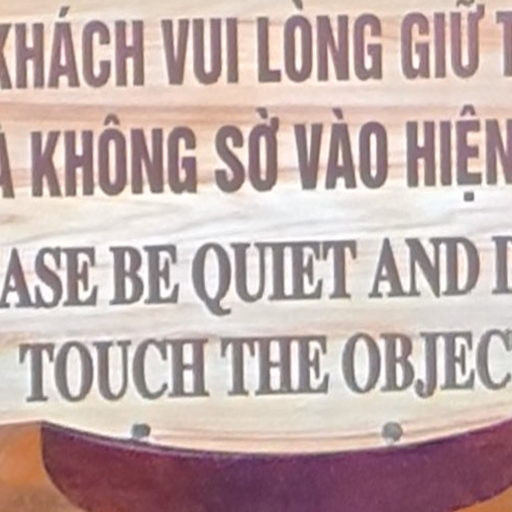 KHÁCH VUI LÒNG GIỮ
KHÔNG SỜ VÀO HIỆN
ASE BE QUIET AND
TOUCH THE OBJEC